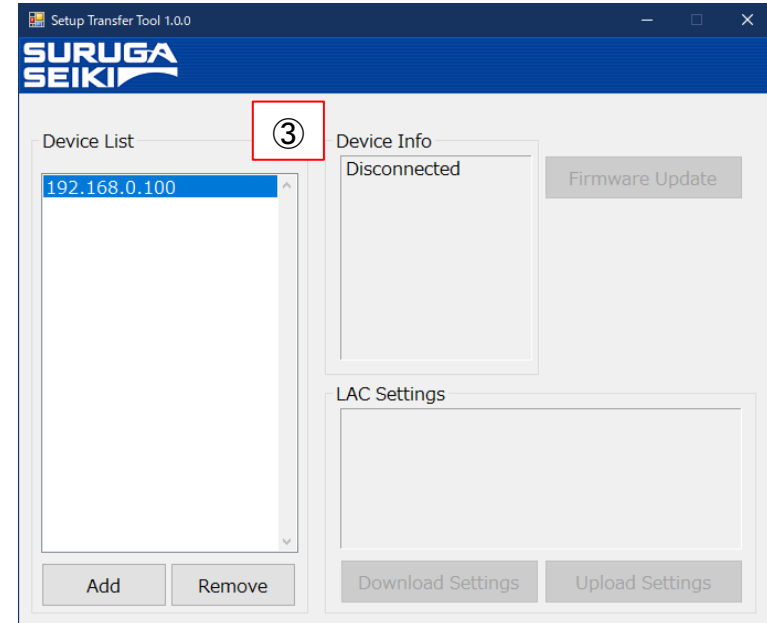 Setup Transfer Tool 1.0.0
SURUGA
SEIKI
③
Device List
192.168.0.100
Add
Remove
Device Info
Disconnected
Firmware Update
LAC Settings
Download Settings
Upload Settings